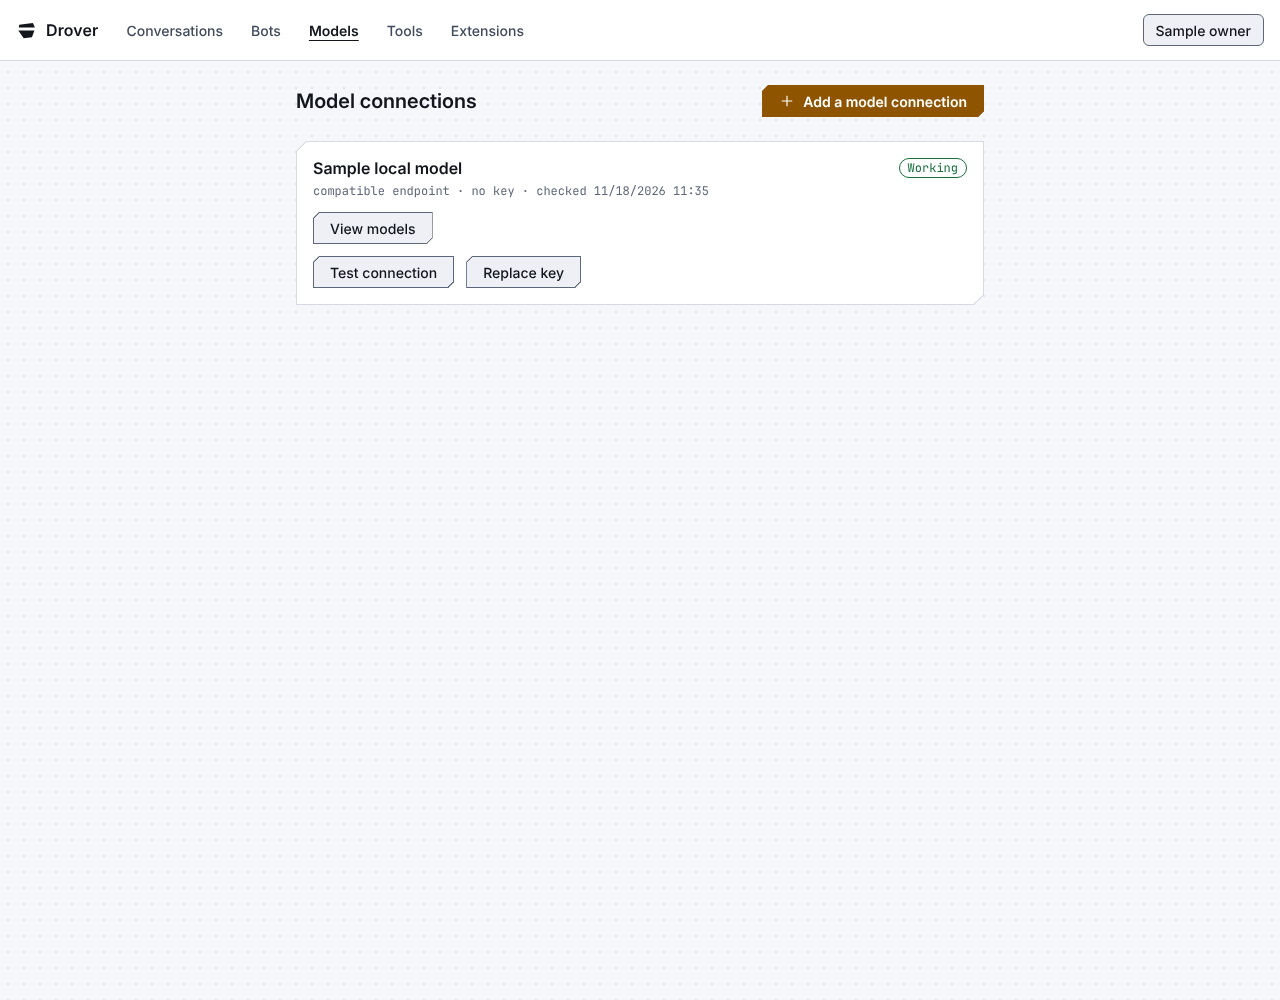 Drover Conversations Bots Models Tools Extensions Sample owner
Model connections
Add a model connection
Sample local model
Working
compatible endpoint · no key · checked 11/18/2026 11:35
View models
Test connection Replace key